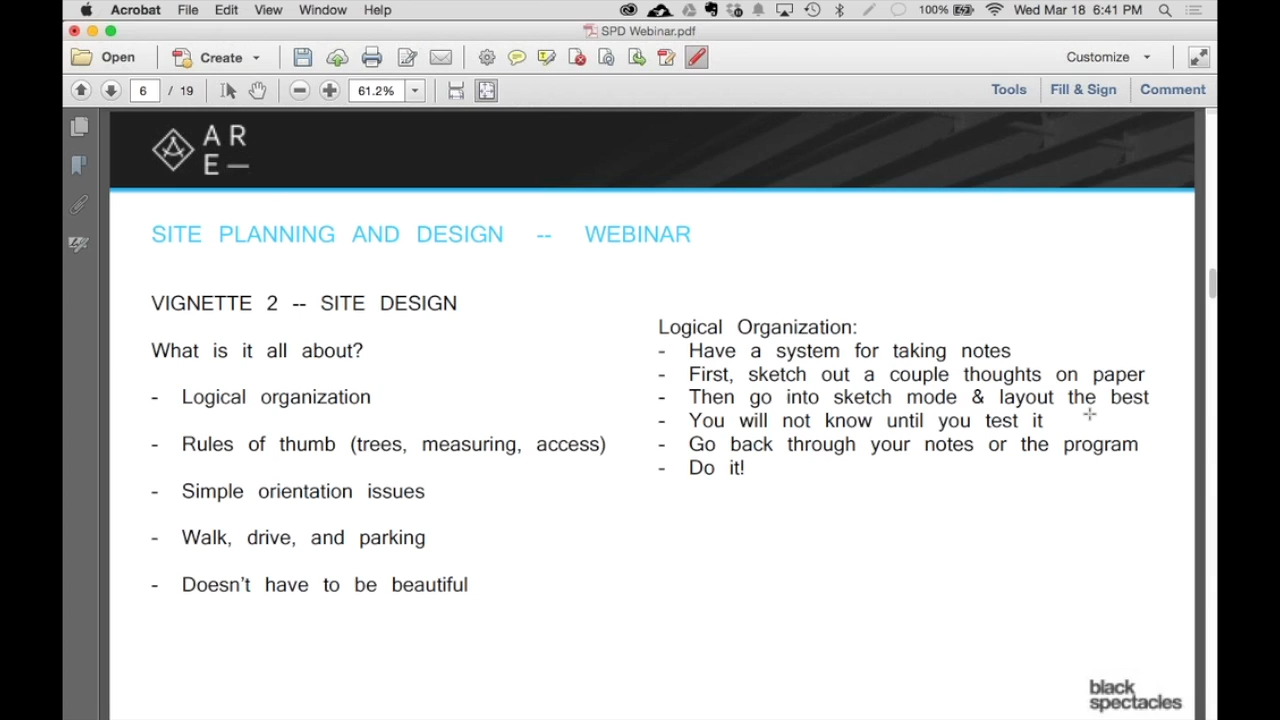 Acrobat File Edit View Window Help 100% Wed Mar 18 6:41 PM
SPD Webinar.pdf
Open Create Customize
6 / 19 61.2% Tools Fill & Sign Comment
A R
E —
SITE PLANNING AND DESIGN -- WEBINAR
VIGNETTE 2 -- SITE DESIGN
What is it all about?
- Logical organization
- Rules of thumb (trees, measuring, access)
- Simple orientation issues
- Walk, drive, and parking
- Doesn't have to be beautiful
Logical Organization:
- Have a system for taking notes
- First, sketch out a couple thoughts on paper
- Then go into sketch mode & layout the best
- You will not know until you test it
- Go back through your notes or the program
- Do it!
black
spectacles